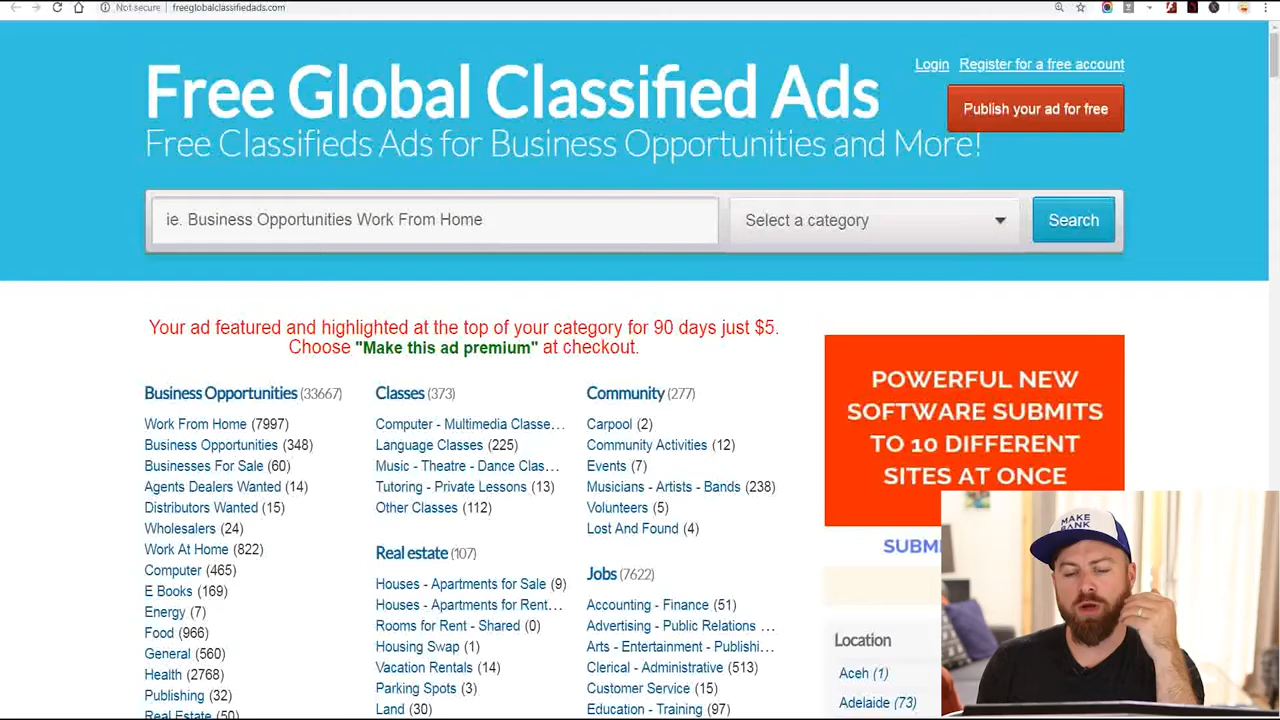 Not secure | freeglobalclassifiedads.com
Login Register for a free account
Free Global Classified Ads
Publish your ad for free
Free Classifieds Ads for Business Opportunities and More!
ie. Business Opportunities Work From Home
Select a category
Search
Your ad featured and highlighted at the top of your category for 90 days just $5.
Choose "Make this ad premium" at checkout.
Business Opportunities (33667)
Work From Home (7997)
Business Opportunities (348)
Businesses For Sale (60)
Agents Dealers Wanted (14)
Distributors Wanted (15)
Wholesalers (24)
Work At Home (822)
Computer (465)
E Books (169)
Energy (7)
Food (966)
General (560)
Health (2768)
Publishing (32)
Real Estate (50)
Classes (373)
Computer - Multimedia Classe...
Language Classes (225)
Music - Theatre - Dance Clas...
Tutoring - Private Lessons (13)
Other Classes (112)
Real estate (107)
Houses - Apartments for Sale (9)
Houses - Apartments for Rent...
Rooms for Rent - Shared (0)
Housing Swap (1)
Vacation Rentals (14)
Parking Spots (3)
Land (30)
Community (277)
Carpool (2)
Community Activities (12)
Events (7)
Musicians - Artists - Bands (238)
Volunteers (5)
Lost And Found (4)
Jobs (7622)
Accounting - Finance (51)
Advertising - Public Relations ...
Arts - Entertainment - Publishi...
Clerical - Administrative (513)
Customer Service (15)
Education - Training (97)
POWERFUL NEW
SOFTWARE SUBMITS
TO 10 DIFFERENT
SITES AT ONCE
SUBM
Location
Aceh (1)
Adelaide (73)
MAKE
BANK